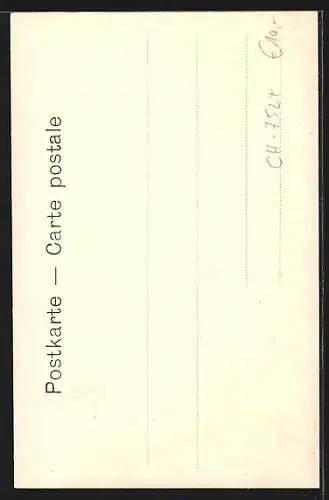 Postkarte — Carte postale
CH-7524 €10,-